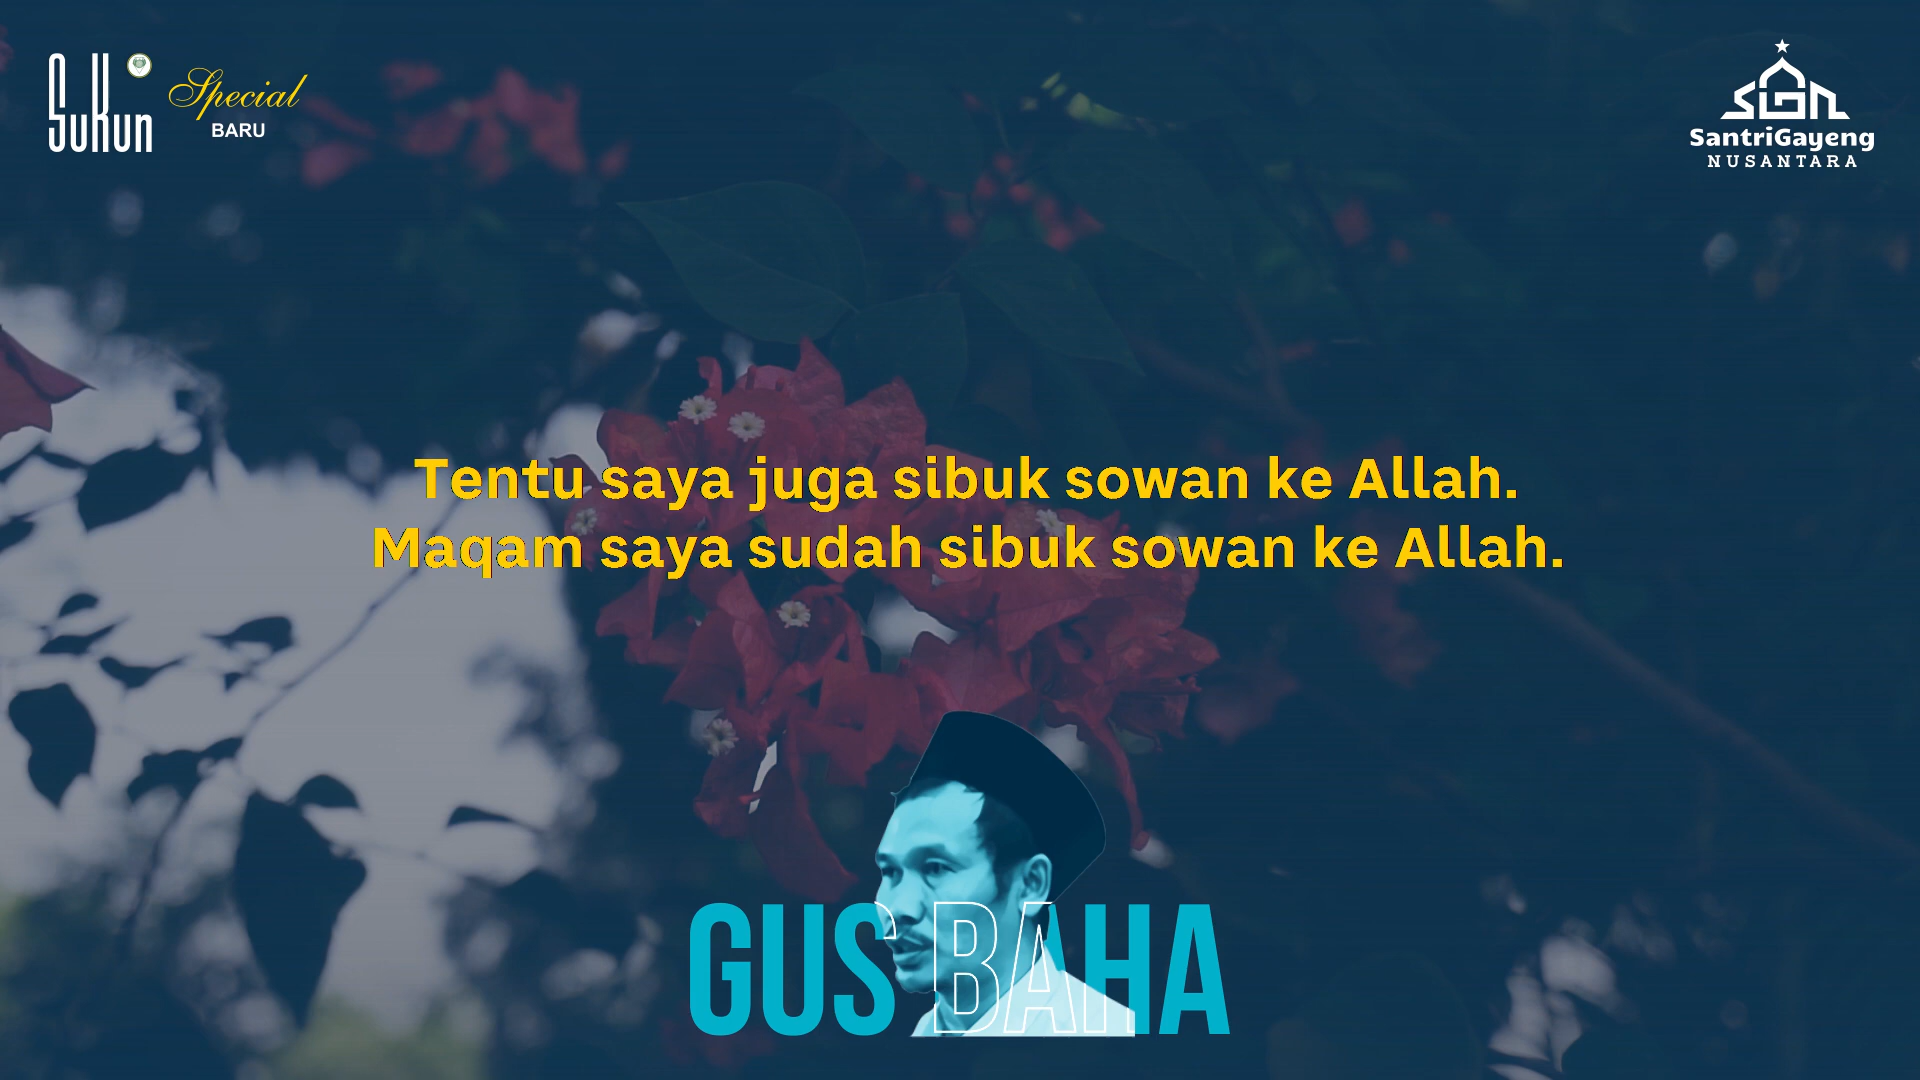 SuKun
Special
BARU
SIGN
SantriGayeng
NUSANTARA
Tentu saya juga sibuk sowan ke Allah.
Maqam saya sudah sibuk sowan ke Allah.
GUS BAHA